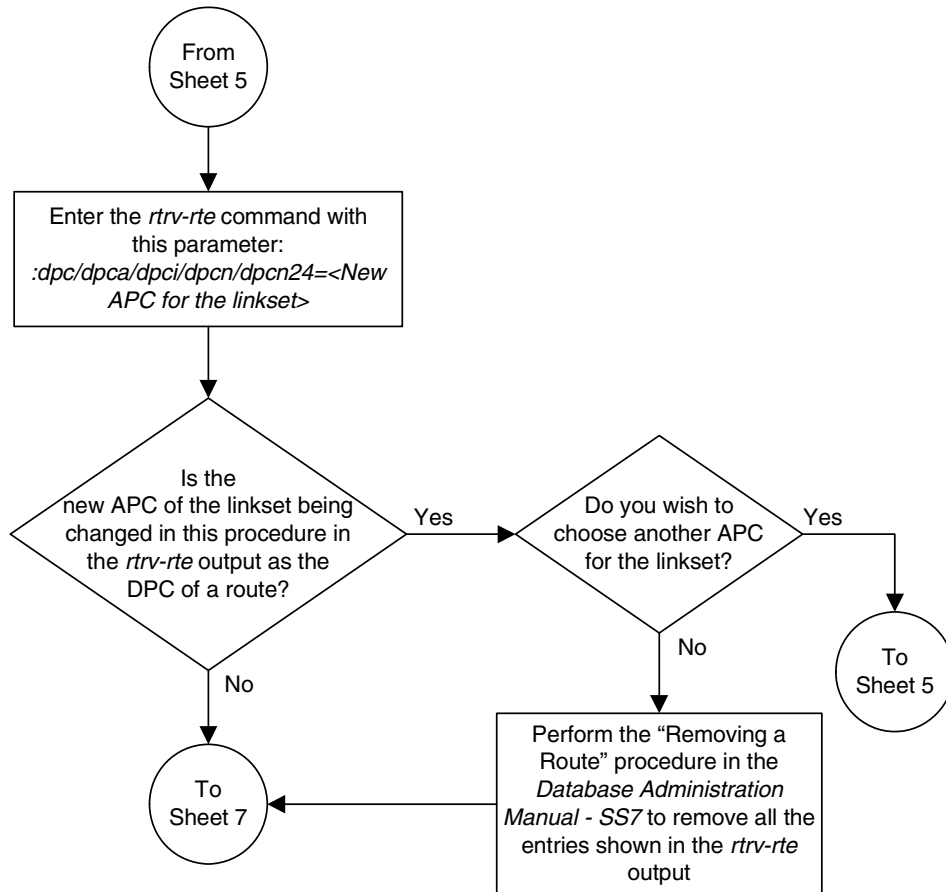 From
Sheet 5
Enter the rtrv-rte command with
this parameter:
:dpc/dpca/dpci/dpcn/dpcn24=<New
APC for the linkset>
Is the
new APC of the linkset being
changed in this procedure in
the rtrv-rte output as the
DPC of a route?
Yes
Do you wish to
choose another APC
for the linkset?
Yes
No
No
To
Sheet 5
Perform the “Removing a
Route” procedure in the
Database Administration
Manual - SS7 to remove all the
entries shown in the rtrv-rte
output
To
Sheet 7